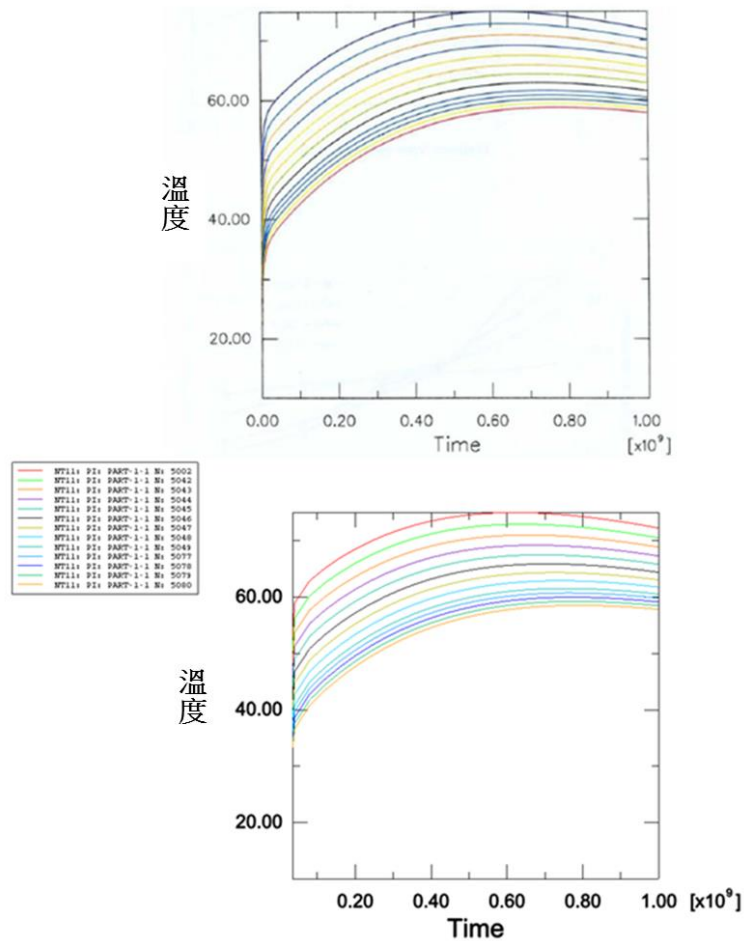 60.00
溫度
40.00
20.00
0.00 0.20 0.40 0.60 0.80 1.00
Time [x10⁹]
NT11: PI: PART-1-1 N: 5002
NT11: PI: PART-1-1 N: 5042
NT11: PI: PART-1-1 N: 5043
NT11: PI: PART-1-1 N: 5044
NT11: PI: PART-1-1 N: 5045
NT11: PI: PART-1-1 N: 5046
NT11: PI: PART-1-1 N: 5047
NT11: PI: PART-1-1 N: 5048
NT11: PI: PART-1-1 N: 5049
NT11: PI: PART-1-1 N: 5077
NT11: PI: PART-1-1 N: 5078
NT11: PI: PART-1-1 N: 5079
NT11: PI: PART-1-1 N: 5080
60.00
溫度
40.00
20.00
0.20 0.40 0.60 0.80 1.00 [x10⁹]
Time